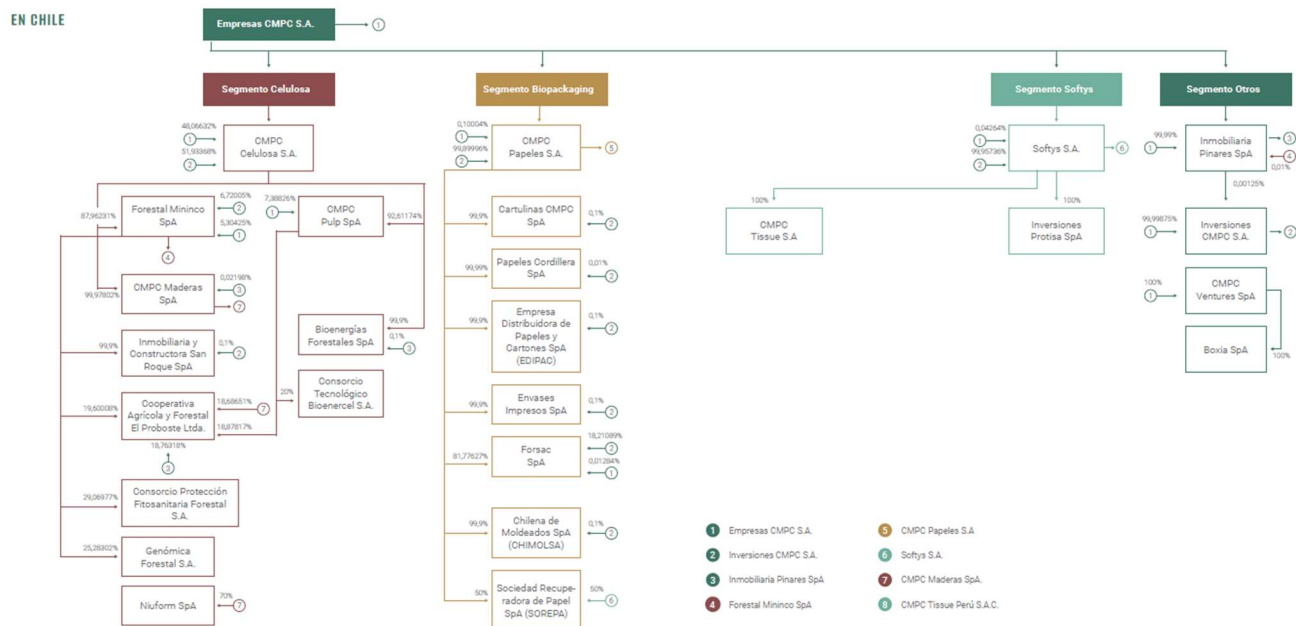 EN CHILE
Empresas CMPC S.A.
1
Segmento Celulosa
Segmento Biopackaging
Segmento Softys
Segmento Otros
48,06632%
1
51,93368%
2
CMPC
Celulosa S.A.
87,96231%
Forestal Mininco
SpA
6,72005%
2
5,30425%
1
4
7,38826%
1
CMPC
Pulp SpA
92,61174%
99,97802%
CMPC Maderas
SpA
0,02198%
3
7
99,9%
Inmobiliaria y
Constructora San
Roque SpA
0,1%
2
Bioenergías
Forestales SpA
99,9%
0,1%
3
19,60008%
Cooperativa
Agrícola y Forestal
El Proboste Ltda.
18,68651%
7
18,87817%
18,76318%
3
20%
Consorcio
Tecnológico
Bioenercel S.A.
29,06977%
Consorcio Protección
Fitosanitaria Forestal
S.A.
25,28302%
Genómica
Forestal S.A.
Niuform SpA
70%
7
0,10004%
1
99,89996%
2
CMPC
Papeles S.A.
5
99,9%
Cartulinas CMPC
SpA
0,1%
2
99,99%
Papeles Cordillera
SpA
0,01%
2
99,9%
Empresa
Distribuidora de
Papeles y
Cartones SpA
(EDIPAC)
0,1%
2
99,9%
Envases
Impresos SpA
0,1%
2
81,77627%
Forsac
SpA
18,21089%
2
0,01284%
1
99,9%
Chilena de
Moldeados SpA
(CHIMOLSA)
0,1%
2
50%
Sociedad Recupe-
radora de Papel
SpA (SOREPA)
50%
6
0,04264%
1
99,95736%
2
Softys S.A.
6
100%
CMPC
Tissue S.A
100%
Inversiones
Protisa SpA
99,99%
1
Inmobiliaria
Pinares SpA
3
4
0,01%
0,00125%
99,99875%
1
Inversiones
CMPC S.A.
2
100%
1
CMPC
Ventures SpA
Boxia SpA
100%
1 Empresas CMPC S.A.
2 Inversiones CMPC S.A.
3 Inmobiliaria Pinares SpA
4 Forestal Mininco SpA
5 CMPC Papeles S.A
6 Softys S.A.
7 CMPC Maderas SpA.
8 CMPC Tissue Perú S.A.C.